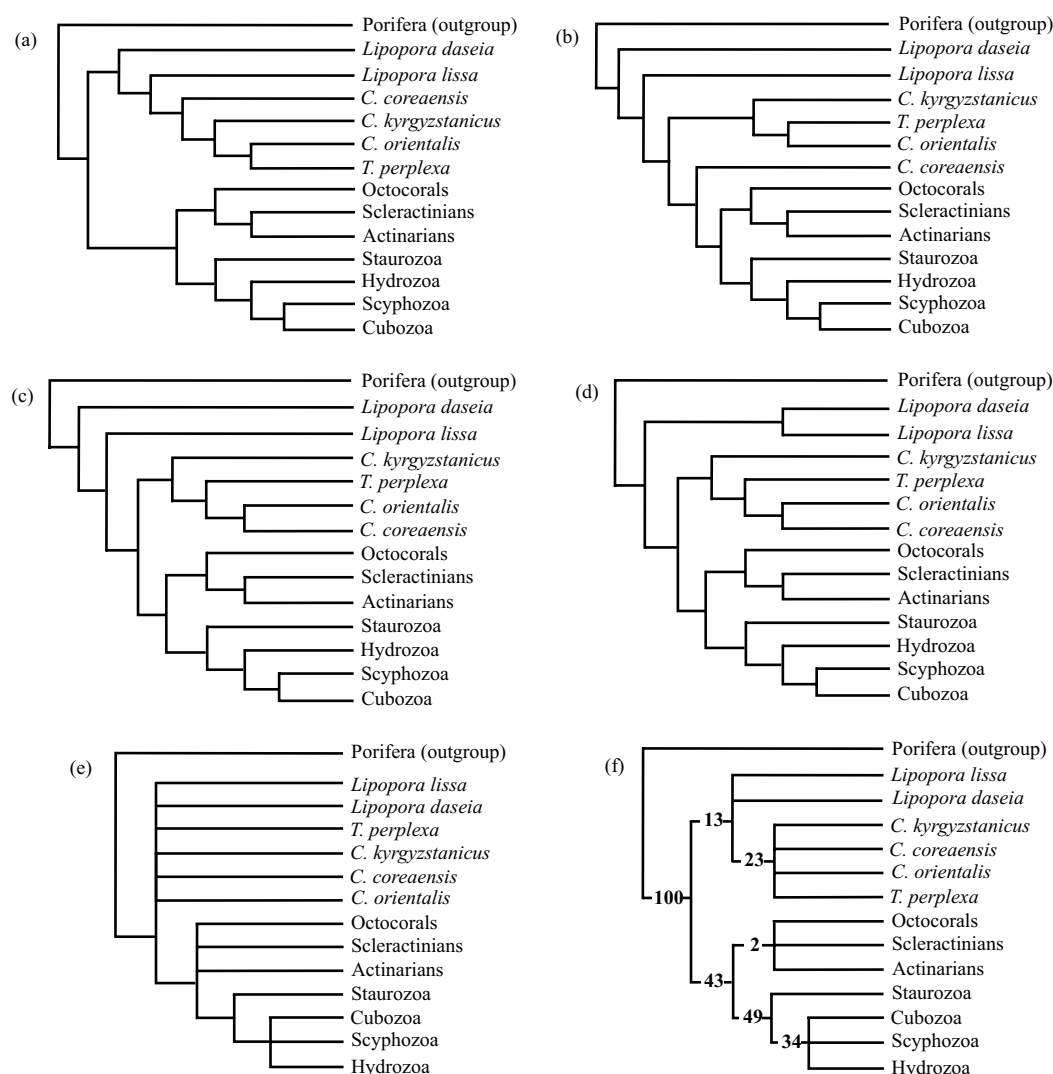 (a)
Porifera (outgroup)
Lipopora daseia
Lipopora lissa
C. coreaensis
C. kyrgyzstanicus
C. orientalis
T. perplexa
Octocorals
Scleractinians
Actinarians
Staurozoa
Hydrozoa
Scyphozoa
Cubozoa
(b)
Porifera (outgroup)
Lipopora daseia
Lipopora lissa
C. kyrgyzstanicus
T. perplexa
C. orientalis
C. coreaensis
Octocorals
Scleractinians
Actinarians
Staurozoa
Hydrozoa
Scyphozoa
Cubozoa
(c)
Porifera (outgroup)
Lipopora daseia
Lipopora lissa
C. kyrgyzstanicus
T. perplexa
C. orientalis
C. coreaensis
Octocorals
Scleractinians
Actinarians
Staurozoa
Hydrozoa
Scyphozoa
Cubozoa
(d)
Porifera (outgroup)
Lipopora daseia
Lipopora lissa
C. kyrgyzstanicus
T. perplexa
C. orientalis
C. coreaensis
Octocorals
Scleractinians
Actinarians
Staurozoa
Hydrozoa
Scyphozoa
Cubozoa
(e)
Porifera (outgroup)
Lipopora lissa
Lipopora daseia
T. perplexa
C. kyrgyzstanicus
C. coreaensis
C. orientalis
Octocorals
Scleractinians
Actinarians
Staurozoa
Cubozoa
Scyphozoa
Hydrozoa
(f)
Porifera (outgroup)
Lipopora lissa
Lipopora daseia
13
C. kyrgyzstanicus
C. coreaensis
23
C. orientalis
T. perplexa
100
Octocorals
2
Scleractinians
Actinarians
43
Staurozoa
49
Cubozoa
34
Scyphozoa
Hydrozoa